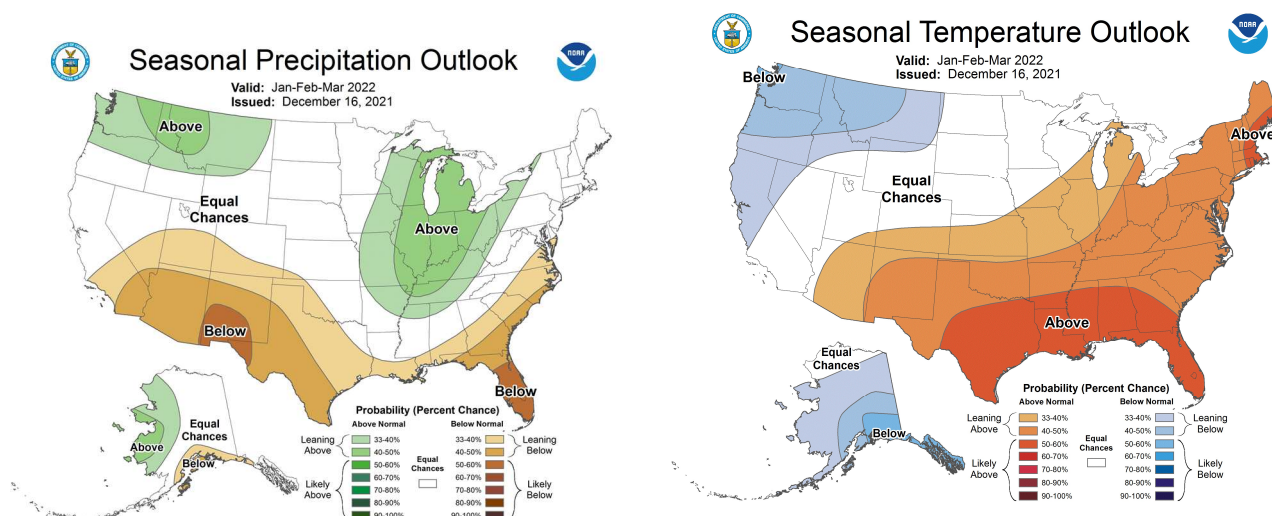 Seasonal Precipitation Outlook
Valid: Jan-Feb-Mar 2022
Issued: December 16, 2021
NOAA
Above
Equal
Chances
Above
Below
Below
Above
Equal
Chances
Below
Probability (Percent Chance)
Above Normal Below Normal
Leaning
Above
33-40% 33-40%
40-50% 40-50%
Leaning
Below
50-60% 50-60%
60-70% 60-70%
70-80% 70-80%
80-90% 80-90%
90-100% 90-100%
Likely
Above
Equal
Chances
Likely
Below
Seasonal Temperature Outlook
Valid: Jan-Feb-Mar 2022
Issued: December 16, 2021
NOAA
Below
Above
Equal
Chances
Above
Equal
Chances
Below
Probability (Percent Chance)
Above Normal Below Normal
Leaning
Above
33-40% 33-40%
40-50% 40-50%
Leaning
Below
50-60% 50-60%
60-70% 60-70%
70-80% 70-80%
80-90% 80-90%
90-100% 90-100%
Likely
Above
Equal
Chances
Likely
Below